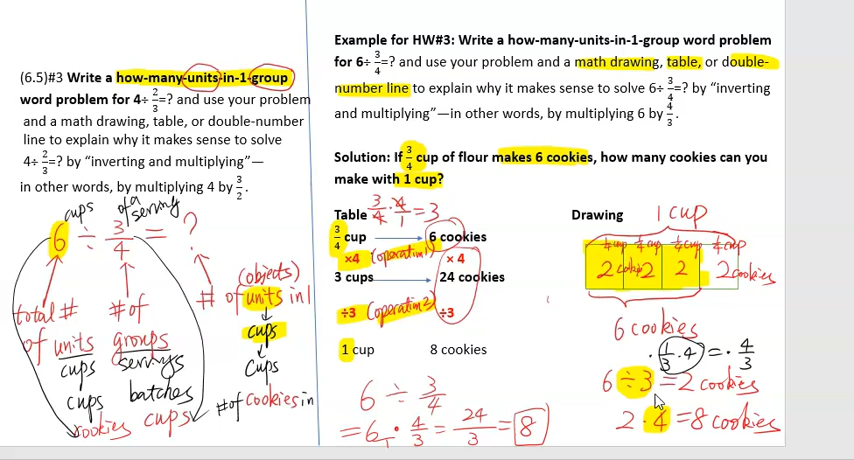 (6.5)#3 Write a how-many-units-in-1-group
word problem for 4÷ 2/3=? and use your problem
and a math drawing, table, or double-number
line to explain why it makes sense to solve
4÷ 2/3=? by “inverting and multiplying”—
in other words, by multiplying 4 by 3/2.
cups of a serving
6 ÷ 3/4 = ?
(objects)
total # # of # of units in 1
of units groups cups
cups servings cups
cups batches # of cookies in
cookies cups
Example for HW#3: Write a how-many-units-in-1-group word problem
for 6÷ 3/4=? and use your problem and a math drawing, table, or double-
number line to explain why it makes sense to solve 6÷ 3/4=? by “inverting
and multiplying”—in other words, by multiplying 6 by 4/3.
Solution: If 3/4 cup of flour makes 6 cookies, how many cookies can you
make with 1 cup?
Table 3/4 · 4/1 = 3
3/4 cup 6 cookies
×4 (operation1) × 4
3 cups 24 cookies
÷3 (operation2) ÷3
1 cup 8 cookies
6 ÷ 3/4
= 6/1 · 4/3 = 24/3 = 8
Drawing 1 cup
1/4 cup 1/4 cup 1/4 cup 1/4 cup
2 cookies 2 2 2 cookies
6 cookies
· (1/3 · 4) = · 4/3
6 ÷ 3 = 2 cookies
2 · 4 = 8 cookies